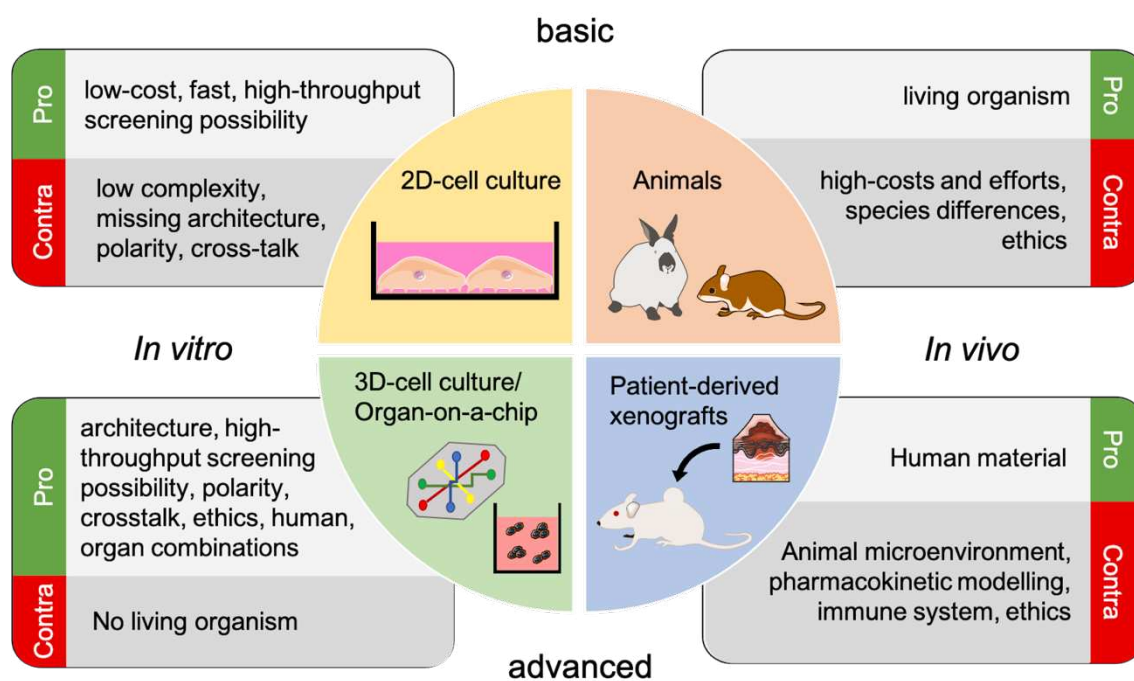 basic
Pro
low-cost, fast, high-throughput
screening possibility
Contra
low complexity,
missing architecture,
polarity, cross-talk
2D-cell culture
Animals
living organism
Pro
high-costs and efforts,
species differences,
ethics
Contra
In vitro
In vivo
Pro
architecture, high-
throughput screening
possibility, polarity,
crosstalk, ethics, human,
organ combinations
Contra
No living organism
3D-cell culture/
Organ-on-a-chip
Patient-derived
xenografts
Human material
Pro
Animal microenvironment,
pharmacokinetic modelling,
immune system, ethics
Contra
advanced